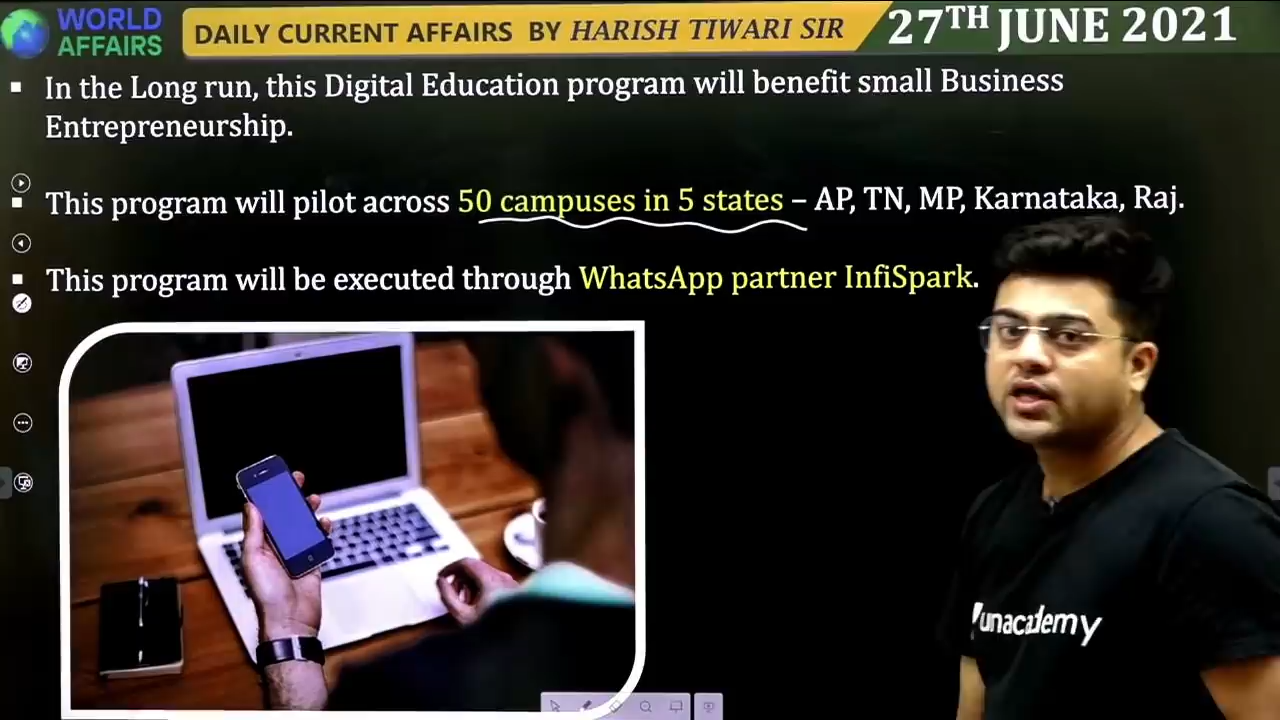 WORLD
AFFAIRS
DAILY CURRENT AFFAIRS BY HARISH TIWARI SIR
27TH JUNE 2021
In the Long run, this Digital Education program will benefit small Business
Entrepreneurship.
This program will pilot across 50 campuses in 5 states – AP, TN, MP, Karnataka, Raj.
This program will be executed through WhatsApp partner InfiSpark.
unacademy